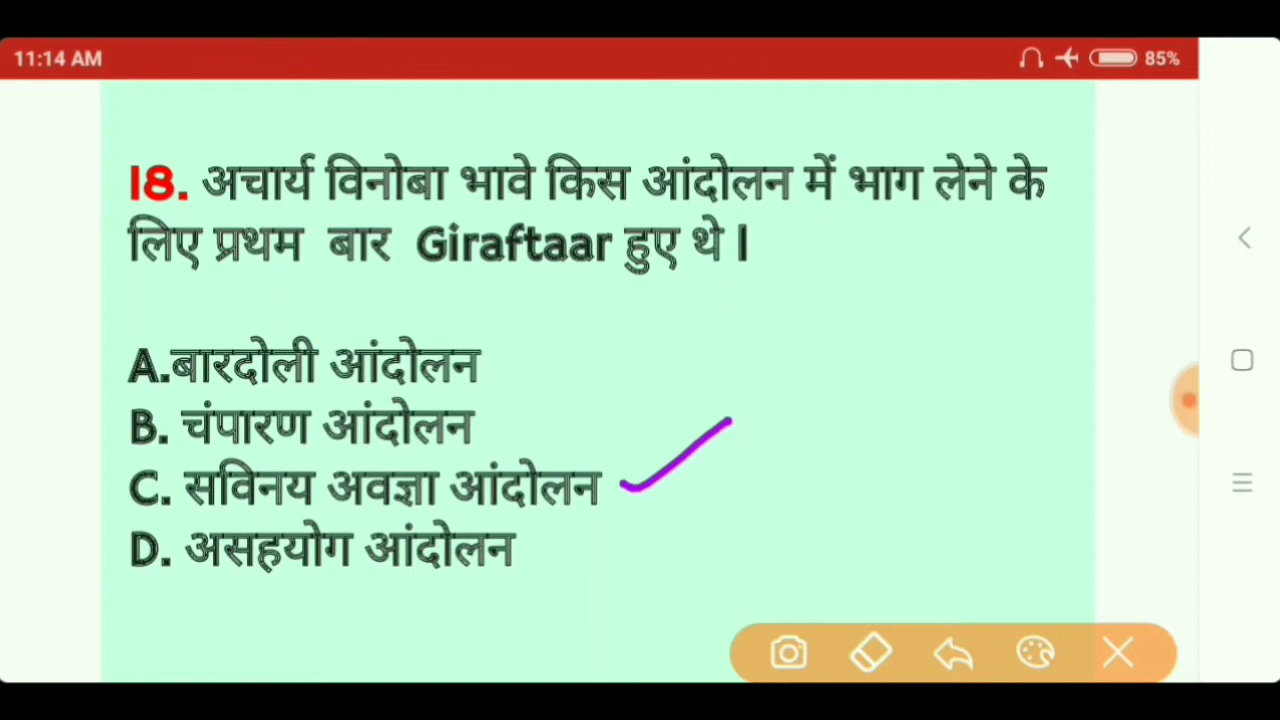 11:14 AM
85%
18. अचार्य विनोबा भावे किस आंदोलन में भाग लेने के
लिए प्रथम बार Giraftaar हुए थे l
A.बारदोली आंदोलन
B. चंपारण आंदोलन
C. सविनय अवज्ञा आंदोलन
D. असहयोग आंदोलन